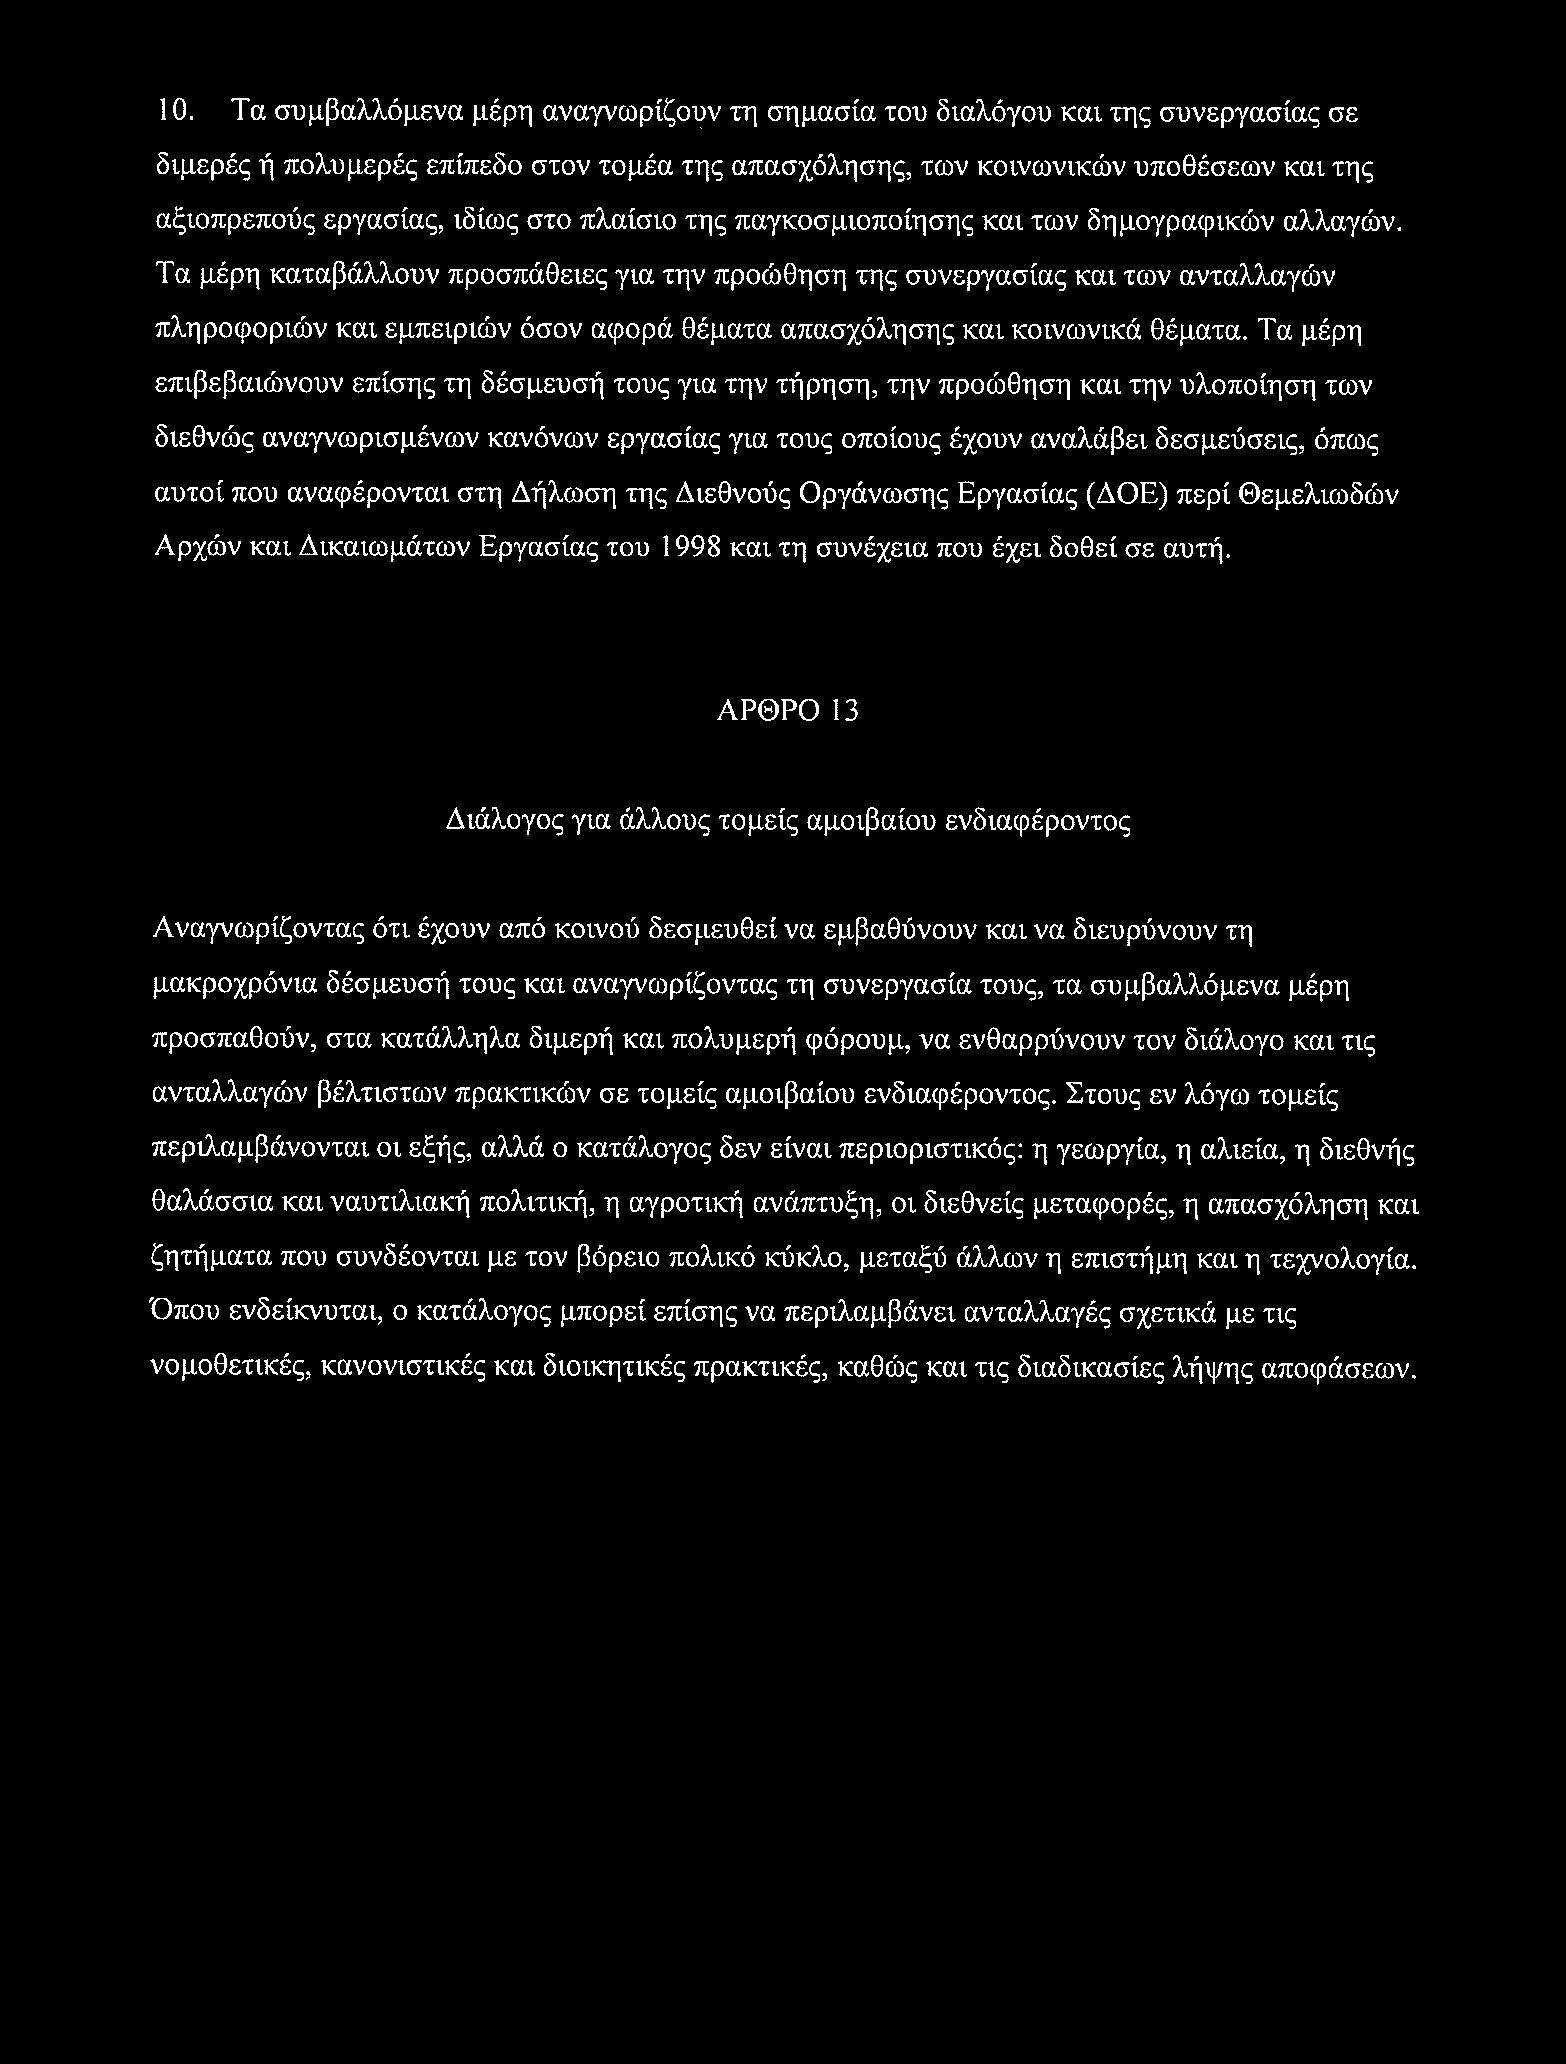 10. Τα συμβαλλόμενα μέρη αναγνωρίζουν τη σημασία του διαλόγου και της συνεργασίας σε
διμερές ή πολυμερές επίπεδο στον τομέα της απασχόλησης, των κοινωνικών υποθέσεων και της
αξιοπρεπούς εργασίας, ιδίως στο πλαίσιο της παγκοσμιοποίησης και των δημογραφικών αλλαγών.
Τα μέρη καταβάλλουν προσπάθειες για την προώθηση της συνεργασίας και των ανταλλαγών
πληροφοριών και εμπειριών όσον αφορά θέματα απασχόλησης και κοινωνικά θέματα. Τα μέρη
επιβεβαιώνουν επίσης τη δέσμευσή τους για την τήρηση, την προώθηση και την υλοποίηση των
διεθνώς αναγνωρισμένων κανόνων εργασίας για τους οποίους έχουν αναλάβει δεσμεύσεις, όπως
αυτοί που αναφέρονται στη Δήλωση της Διεθνούς Οργάνωσης Εργασίας (ΔΟΕ) περί Θεμελιωδών
Αρχών και Δικαιωμάτων Εργασίας του 1998 και τη συνέχεια που έχει δοθεί σε αυτή.
ΑΡΘΡΟ 13
Διάλογος για άλλους τομείς αμοιβαίου ενδιαφέροντος
Αναγνωρίζοντας ότι έχουν από κοινού δεσμευθεί να εμβαθύνουν και να διευρύνουν τη
μακροχρόνια δέσμευσή τους και αναγνωρίζοντας τη συνεργασία τους, τα συμβαλλόμενα μέρη
προσπαθούν, στα κατάλληλα διμερή και πολυμερή φόρουμ, να ενθαρρύνουν τον διάλογο και τις
ανταλλαγών βέλτιστων πρακτικών σε τομείς αμοιβαίου ενδιαφέροντος. Στους εν λόγω τομείς
περιλαμβάνονται οι εξής, αλλά ο κατάλογος δεν είναι περιοριστικός: η γεωργία, η αλιεία, η διεθνής
θαλάσσια και ναυτιλιακή πολιτική, η αγροτική ανάπτυξη, οι διεθνείς μεταφορές, η απασχόληση και
ζητήματα που συνδέονται με τον βόρειο πολικό κύκλο, μεταξύ άλλων η επιστήμη και η τεχνολογία.
Όπου ενδείκνυται, ο κατάλογος μπορεί επίσης να περιλαμβάνει ανταλλαγές σχετικά με τις
νομοθετικές, κανονιστικές και διοικητικές πρακτικές, καθώς και τις διαδικασίες λήψης αποφάσεων.